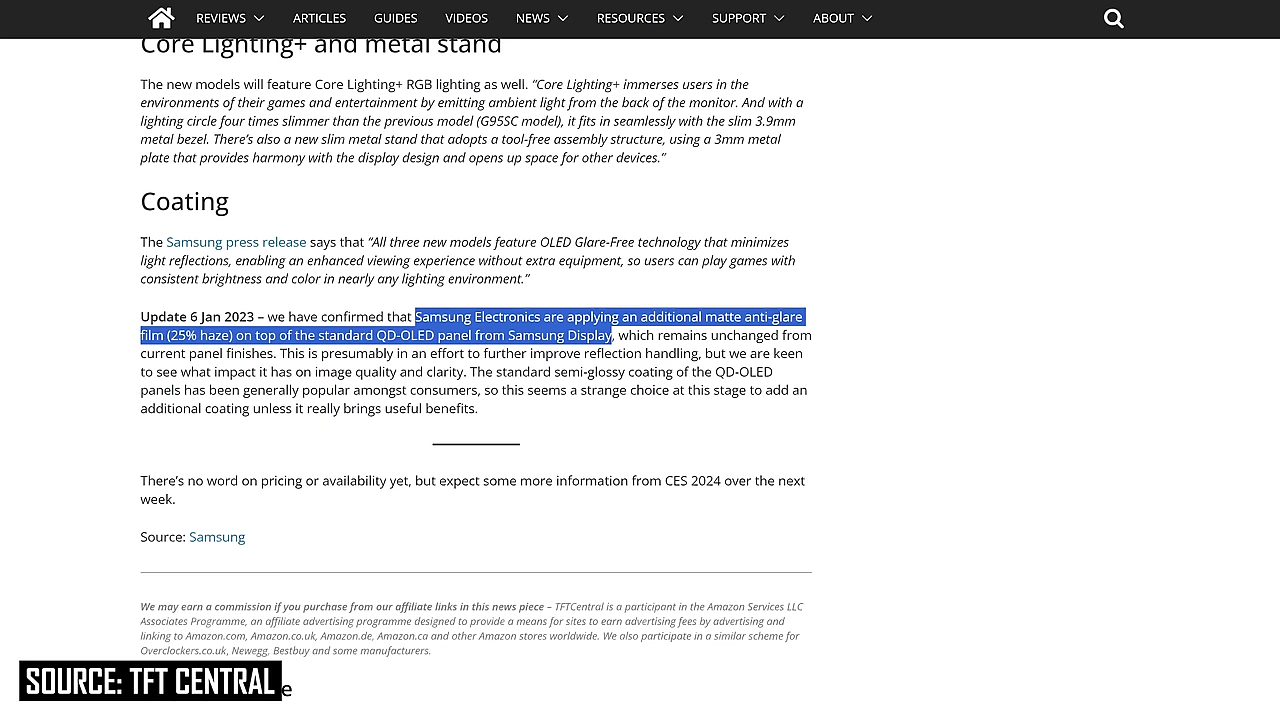 REVIEWS ARTICLES GUIDES VIDEOS NEWS RESOURCES SUPPORT ABOUT
Core Lighting+ and metal stand
The new models will feature Core Lighting+ RGB lighting as well. “Core Lighting+ immerses users in the
environments of their games and entertainment by emitting ambient light from the back of the monitor. And with a
lighting circle four times slimmer than the previous model (G95SC model), it fits in seamlessly with the slim 3.9mm
metal bezel. There’s also a new slim metal stand that adopts a tool-free assembly structure, using a 3mm metal
plate that provides harmony with the display design and opens up space for other devices.”
Coating
The Samsung press release says that “All three new models feature OLED Glare-Free technology that minimizes
light reflections, enabling an enhanced viewing experience without extra equipment, so users can play games with
consistent brightness and color in nearly any lighting environment.”
Update 6 Jan 2023 – we have confirmed that Samsung Electronics are applying an additional matte anti-glare
film (25% haze) on top of the standard QD-OLED panel from Samsung Display, which remains unchanged from
current panel finishes. This is presumably in an effort to further improve reflection handling, but we are keen
to see what impact it has on image quality and clarity. The standard semi-glossy coating of the QD-OLED
panels has been generally popular amongst consumers, so this seems a strange choice at this stage to add an
additional coating unless it really brings useful benefits.
There’s no word on pricing or availability yet, but expect some more information from CES 2024 over the next
week.
Source: Samsung
We may earn a commission if you purchase from our affiliate links in this news piece – TFTCentral is a participant in the Amazon Services LLC
Associates Programme, an affiliate advertising programme designed to provide a means for sites to earn advertising fees by advertising and
linking to Amazon.com, Amazon.co.uk, Amazon.de, Amazon.ca and other Amazon stores worldwide. We also participate in a similar scheme for
Overclockers.co.uk, Newegg, Bestbuy and some manufacturers.
SOURCE: TFT CENTRAL